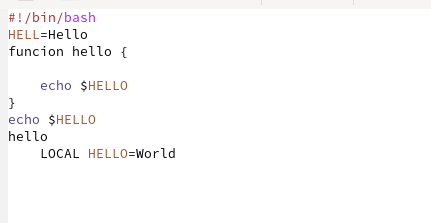 #!/bin/bash
HELL=Hello
funcion hello {
echo $HELLO
}
echo $HELLO
hello
LOCAL HELLO=World